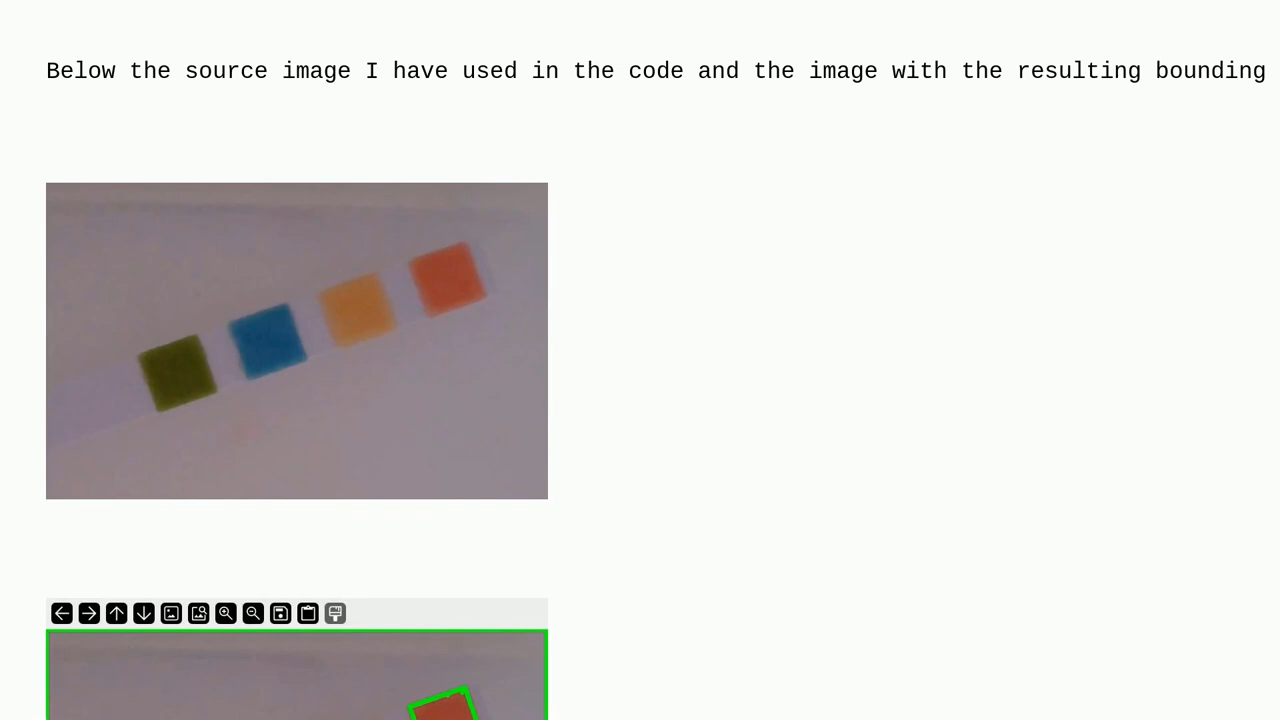 Below the source image I have used in the code and the image with the resulting bounding